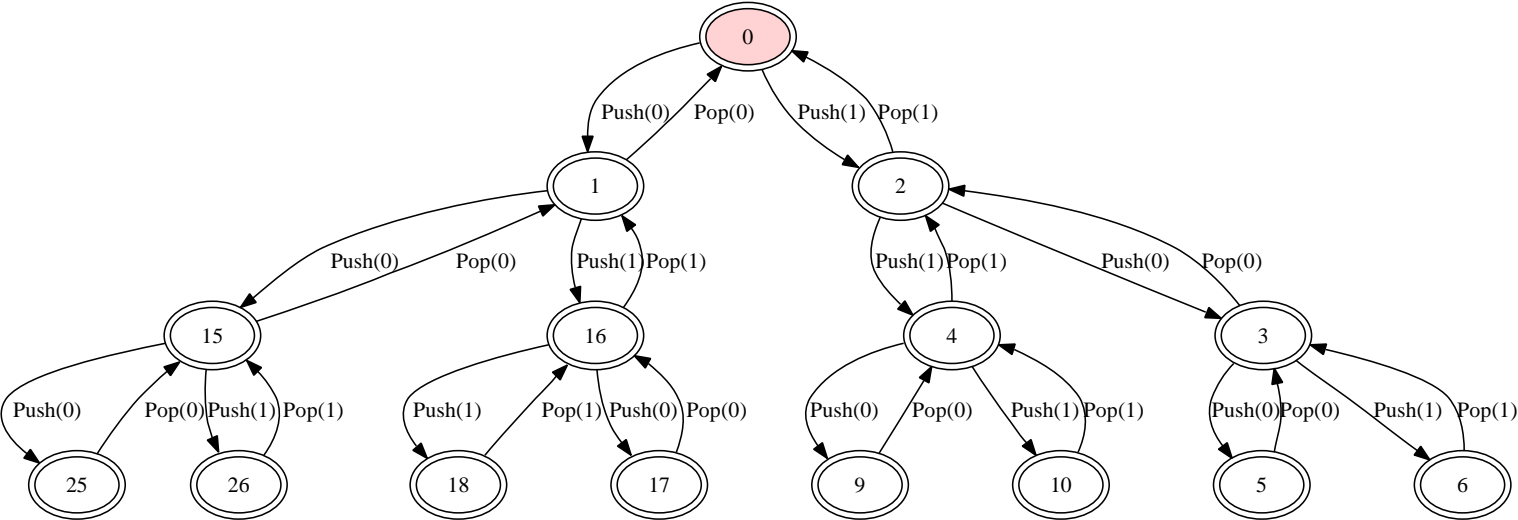 0
Push(0) Pop(0) Push(1) Pop(1)
1 2
Push(0) Pop(0) Push(1) Pop(1) Push(1) Pop(1) Push(0) Pop(0)
15 16 4 3
Push(0) Pop(0) Push(1) Pop(1) Push(1) Pop(1) Push(0) Pop(0) Push(0) Pop(0) Push(1) Pop(1) Push(0) Pop(0) Push(1) Pop(1)
25 26 18 17 9 10 5 6